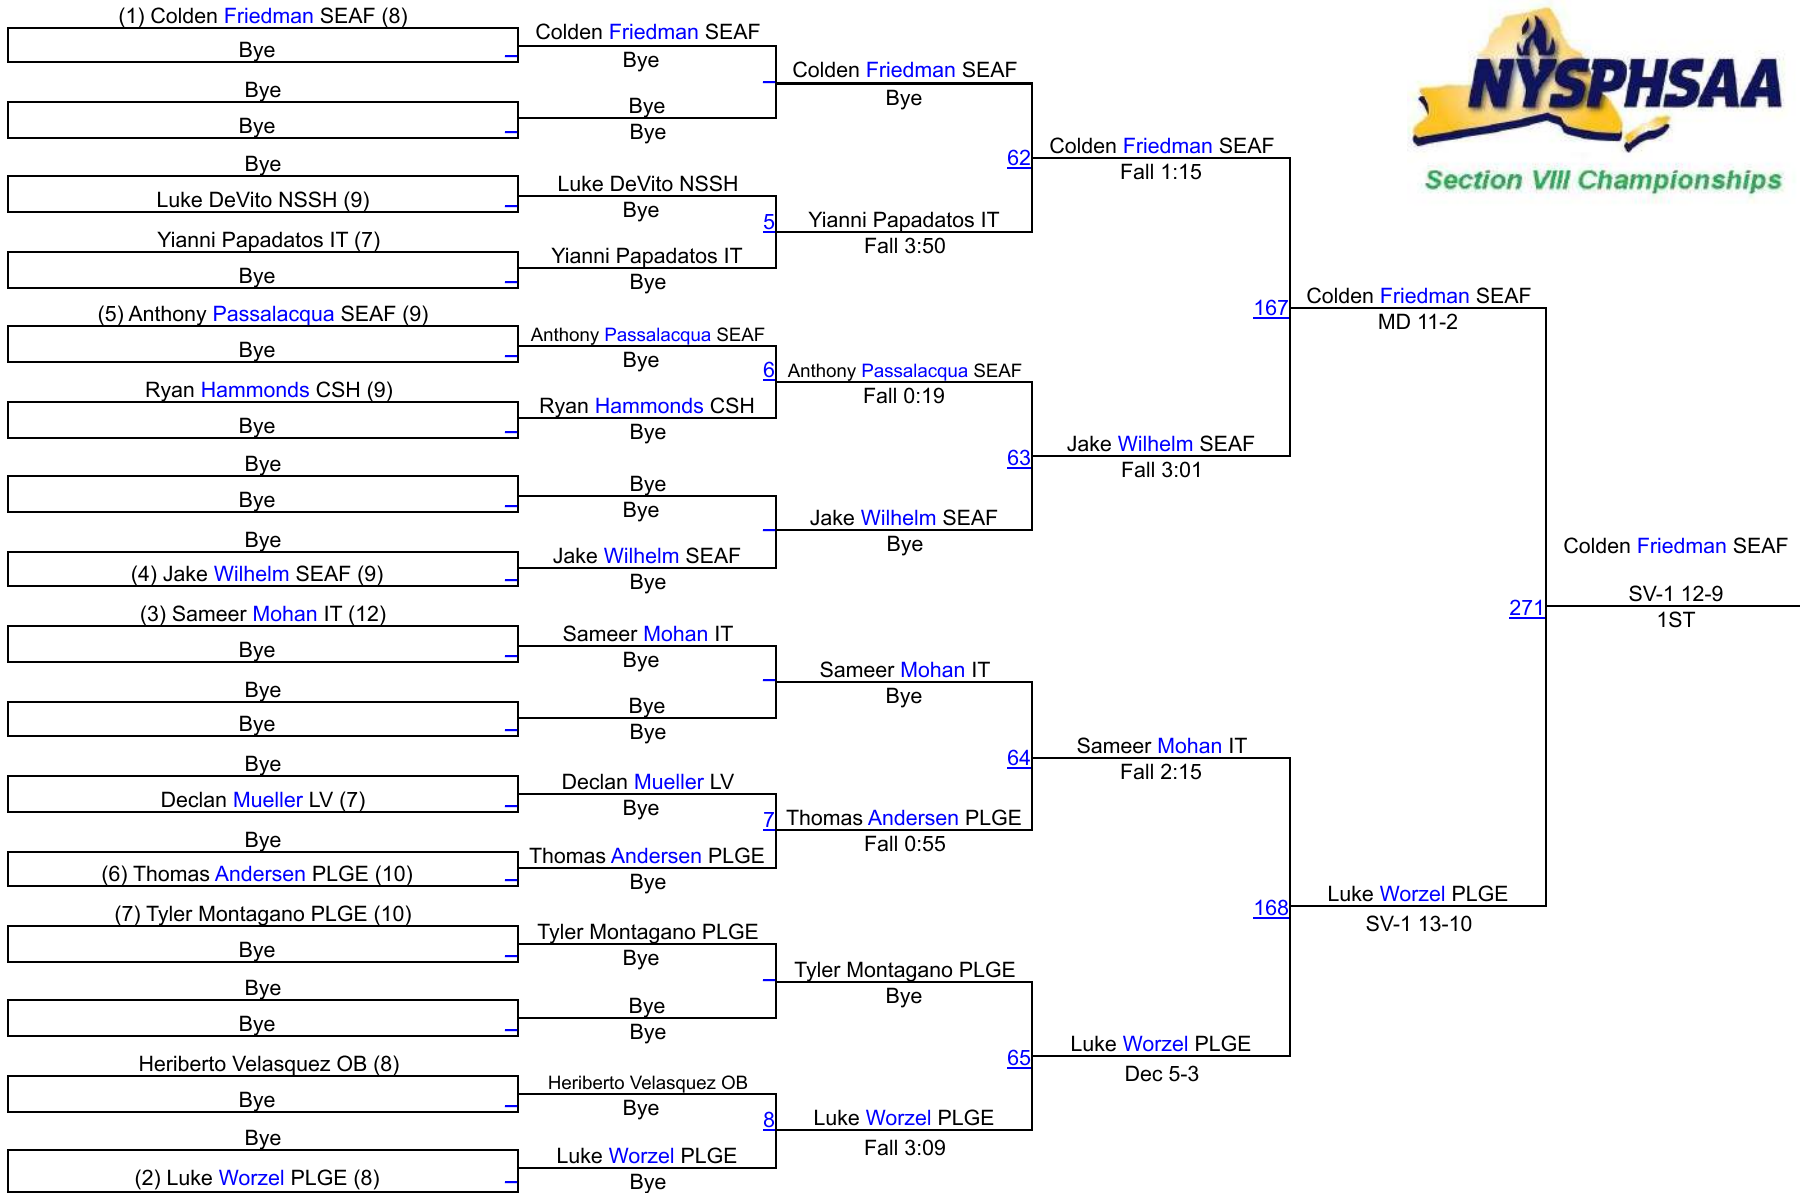 (1) Colden Friedman SEAF (8)
Bye
Bye
Bye
Bye
Luke DeVito NSSH (9)
Yianni Papadatos IT (7)
Bye
(5) Anthony Passalacqua SEAF (9)
Bye
Ryan Hammonds CSH (9)
Bye
Bye
Bye
Bye
(4) Jake Wilhelm SEAF (9)
(3) Sameer Mohan IT (12)
Bye
Bye
Bye
Bye
Declan Mueller LV (7)
Bye
(6) Thomas Andersen PLGE (10)
(7) Tyler Montagano PLGE (10)
Bye
Bye
Bye
Heriberto Velasquez OB (8)
Bye
Bye
(2) Luke Worzel PLGE (8)
Colden Friedman SEAF
Bye
Bye
Bye
Luke DeVito NSSH
Bye
5
Yianni Papadatos IT
Bye
Anthony Passalacqua SEAF
Bye
6
Ryan Hammonds CSH
Bye
Bye
Bye
Jake Wilhelm SEAF
Bye
Sameer Mohan IT
Bye
Bye
Bye
Declan Mueller LV
Bye
7
Thomas Andersen PLGE
Bye
Tyler Montagano PLGE
Bye
Bye
Bye
Heriberto Velasquez OB
Bye
8
Luke Worzel PLGE
Bye
Colden Friedman SEAF
Bye
62
Yianni Papadatos IT
Fall 3:50
Anthony Passalacqua SEAF
Fall 0:19
63
Jake Wilhelm SEAF
Bye
Sameer Mohan IT
Bye
64
Thomas Andersen PLGE
Fall 0:55
Tyler Montagano PLGE
Bye
65
Luke Worzel PLGE
Fall 3:09
Colden Friedman SEAF
Fall 1:15
167
Jake Wilhelm SEAF
Fall 3:01
Sameer Mohan IT
Fall 2:15
168
Luke Worzel PLGE
Dec 5-3
Colden Friedman SEAF
MD 11-2
271
Luke Worzel PLGE
SV-1 13-10
NYSPHSAA
Section VIII Championships
Colden Friedman SEAF
SV-1 12-9
1ST